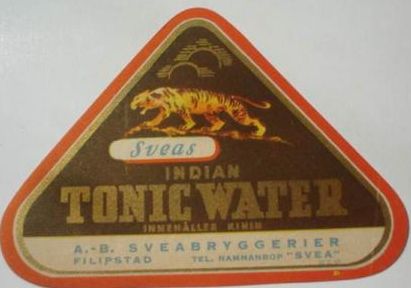 Sveas
INDIAN
TONIC WATER
INNEHÅLLER KININ
A.-B. SVEABRYGGERIER
FILIPSTAD TEL. NAMNANROP "SVEA"